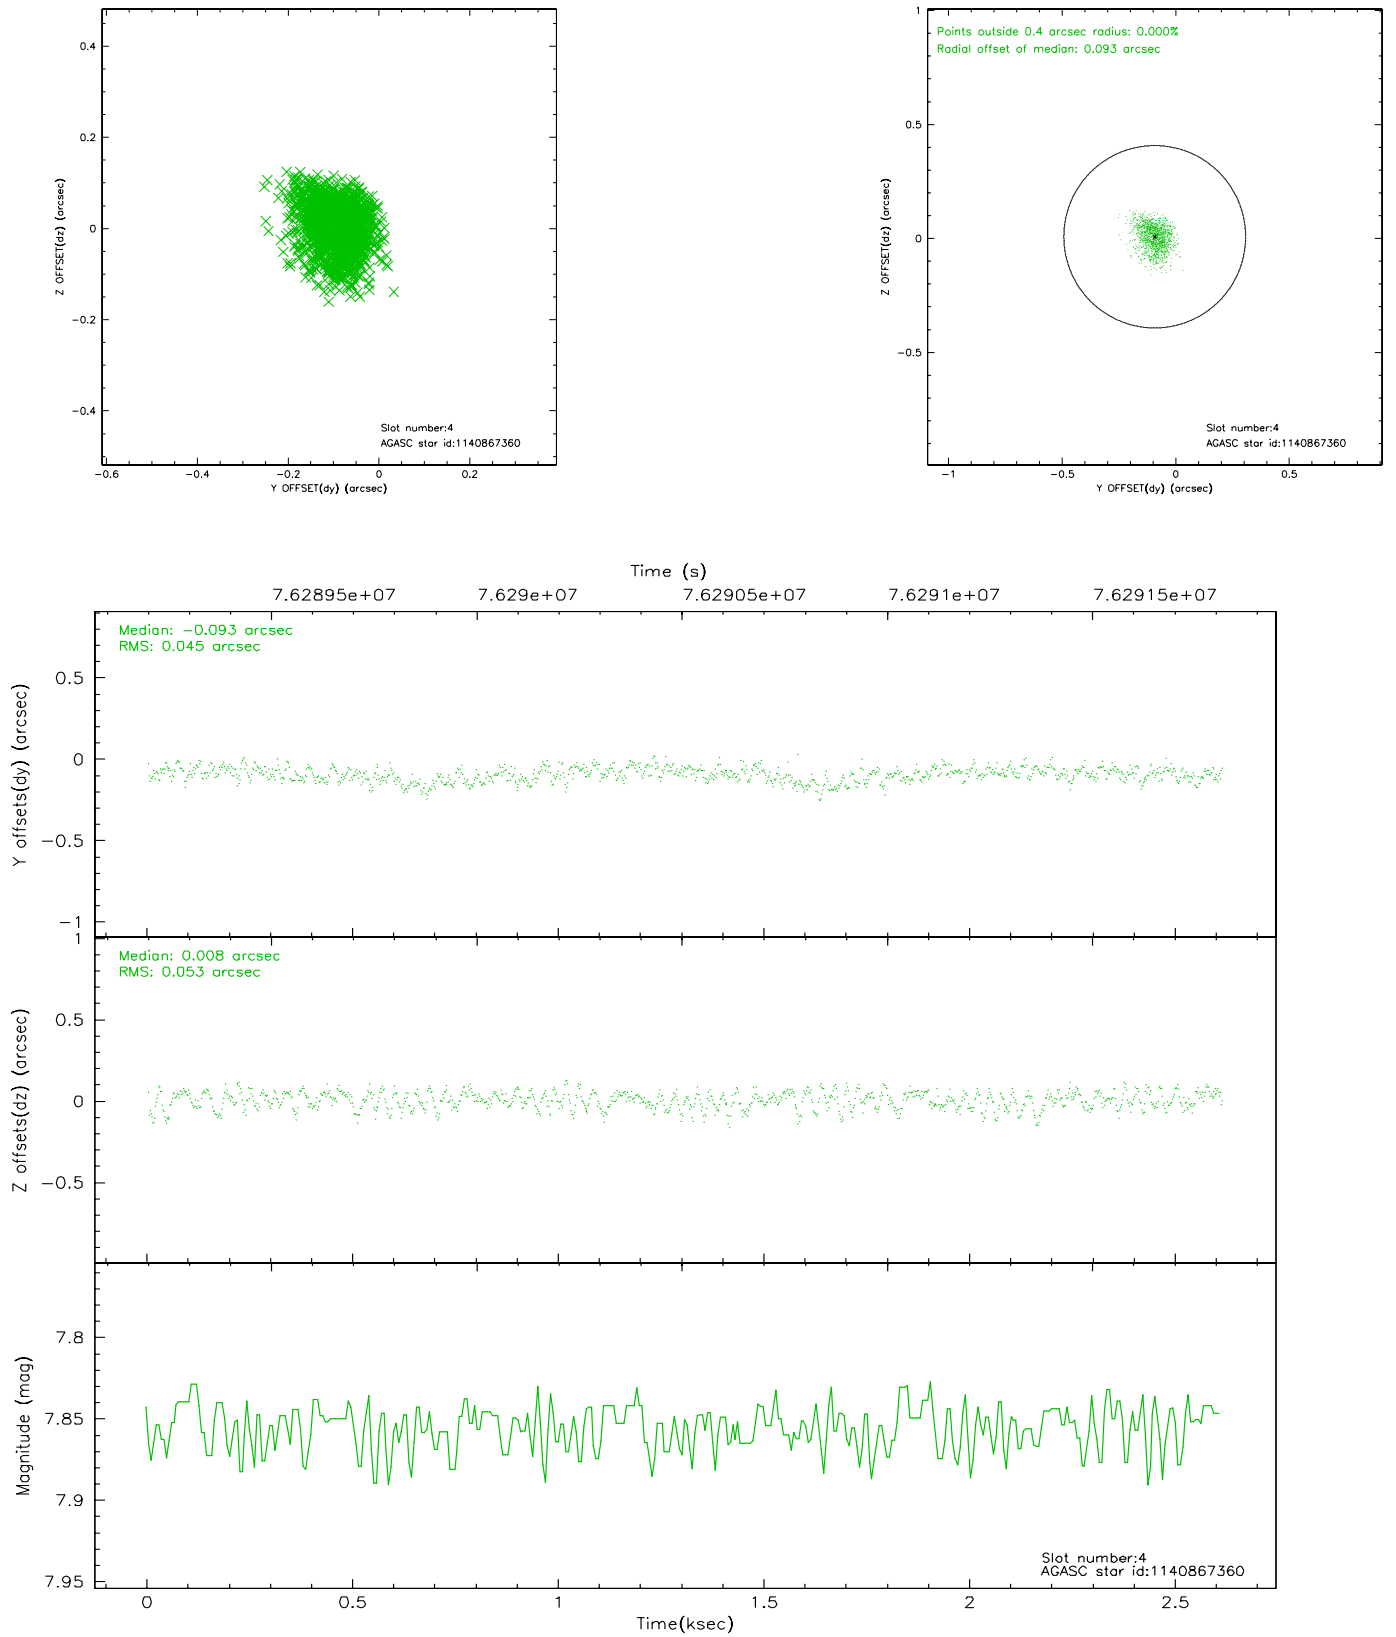 0.4
0.2
0
−0.2
−0.4
Z OFFSET(dz) (arcsec)
Slot number:4
AGASC star id:1140867360
−0.6 −0.4 −0.2 0 0.2
Y OFFSET(dy) (arcsec)
Points outside 0.4 arcsec radius: 0.000%
Radial offset of median: 0.093 arcsec
1
0.5
0
−0.5
Z OFFSET(dz) (arcsec)
Slot number:4
AGASC star id:1140867360
−1 −0.5 0 0.5
Y OFFSET(dy) (arcsec)
Time (s)
7.62895e+07 7.629e+07 7.62905e+07 7.6291e+07 7.62915e+07
Median: −0.093 arcsec
RMS: 0.045 arcsec
0.5
0
−0.5
−1
Y offsets(dy) (arcsec)
Median: 0.008 arcsec
RMS: 0.053 arcsec
1
0.5
0
−0.5
Z offsets(dz) (arcsec)
7.8
7.85
7.9
7.95
Magnitude (mag)
Slot number:4
AGASC star id:1140867360
0 0.5 1 1.5 2 2.5
Time(ksec)